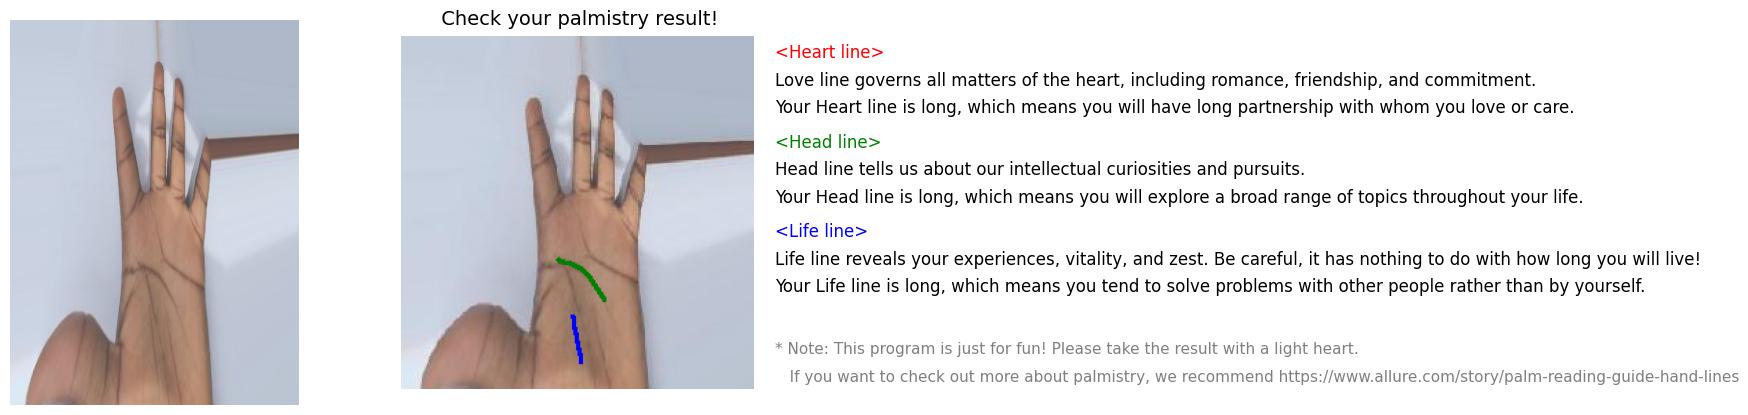 Check your palmistry result!
<Heart line>
Love line governs all matters of the heart, including romance, friendship, and commitment.
Your Heart line is long, which means you will have long partnership with whom you love or care.
<Head line>
Head line tells us about our intellectual curiosities and pursuits.
Your Head line is long, which means you will explore a broad range of topics throughout your life.
<Life line>
Life line reveals your experiences, vitality, and zest. Be careful, it has nothing to do with how long you will live!
Your Life line is long, which means you tend to solve problems with other people rather than by yourself.
* Note: This program is just for fun! Please take the result with a light heart.
If you want to check out more about palmistry, we recommend https://www.allure.com/story/palm-reading-guide-hand-lines